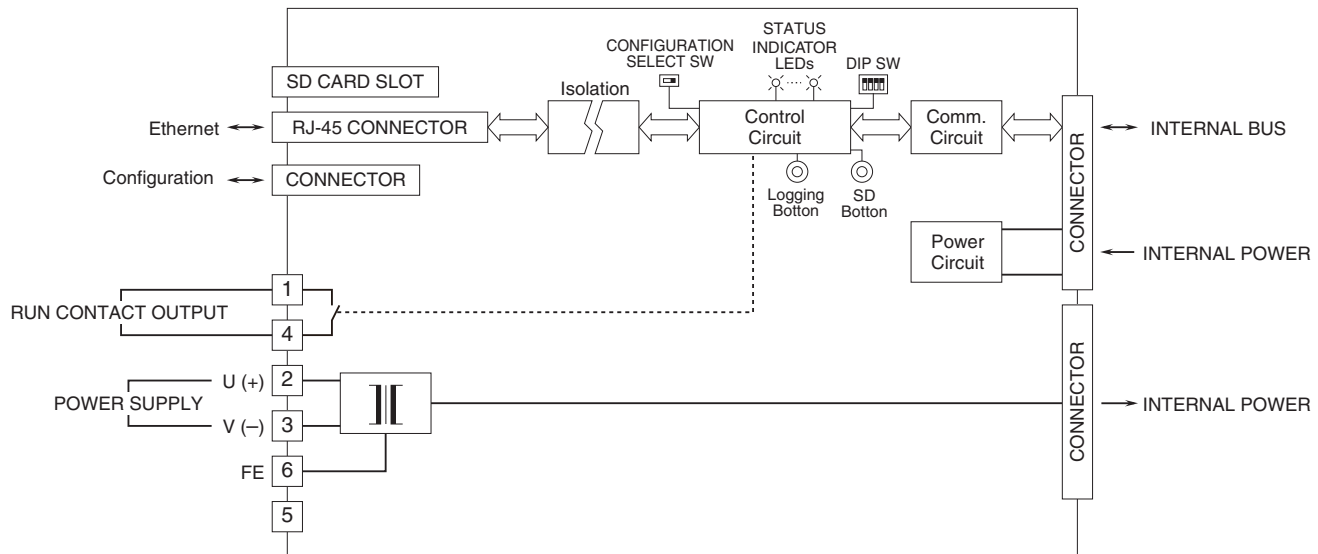 STATUS
INDICATOR
LEDs
CONFIGURATION
SELECT SW
DIP SW
SD CARD SLOT
Isolation
Ethernet
RJ-45 CONNECTOR
Control
Circuit
Comm.
Circuit
CONNECTOR
INTERNAL BUS
Configuration
CONNECTOR
Logging
Botton
SD
Botton
Power
Circuit
INTERNAL POWER
1
RUN CONTACT OUTPUT
4
U (+)
2
POWER SUPPLY
V (–)
3
CONNECTOR
INTERNAL POWER
FE
6
5